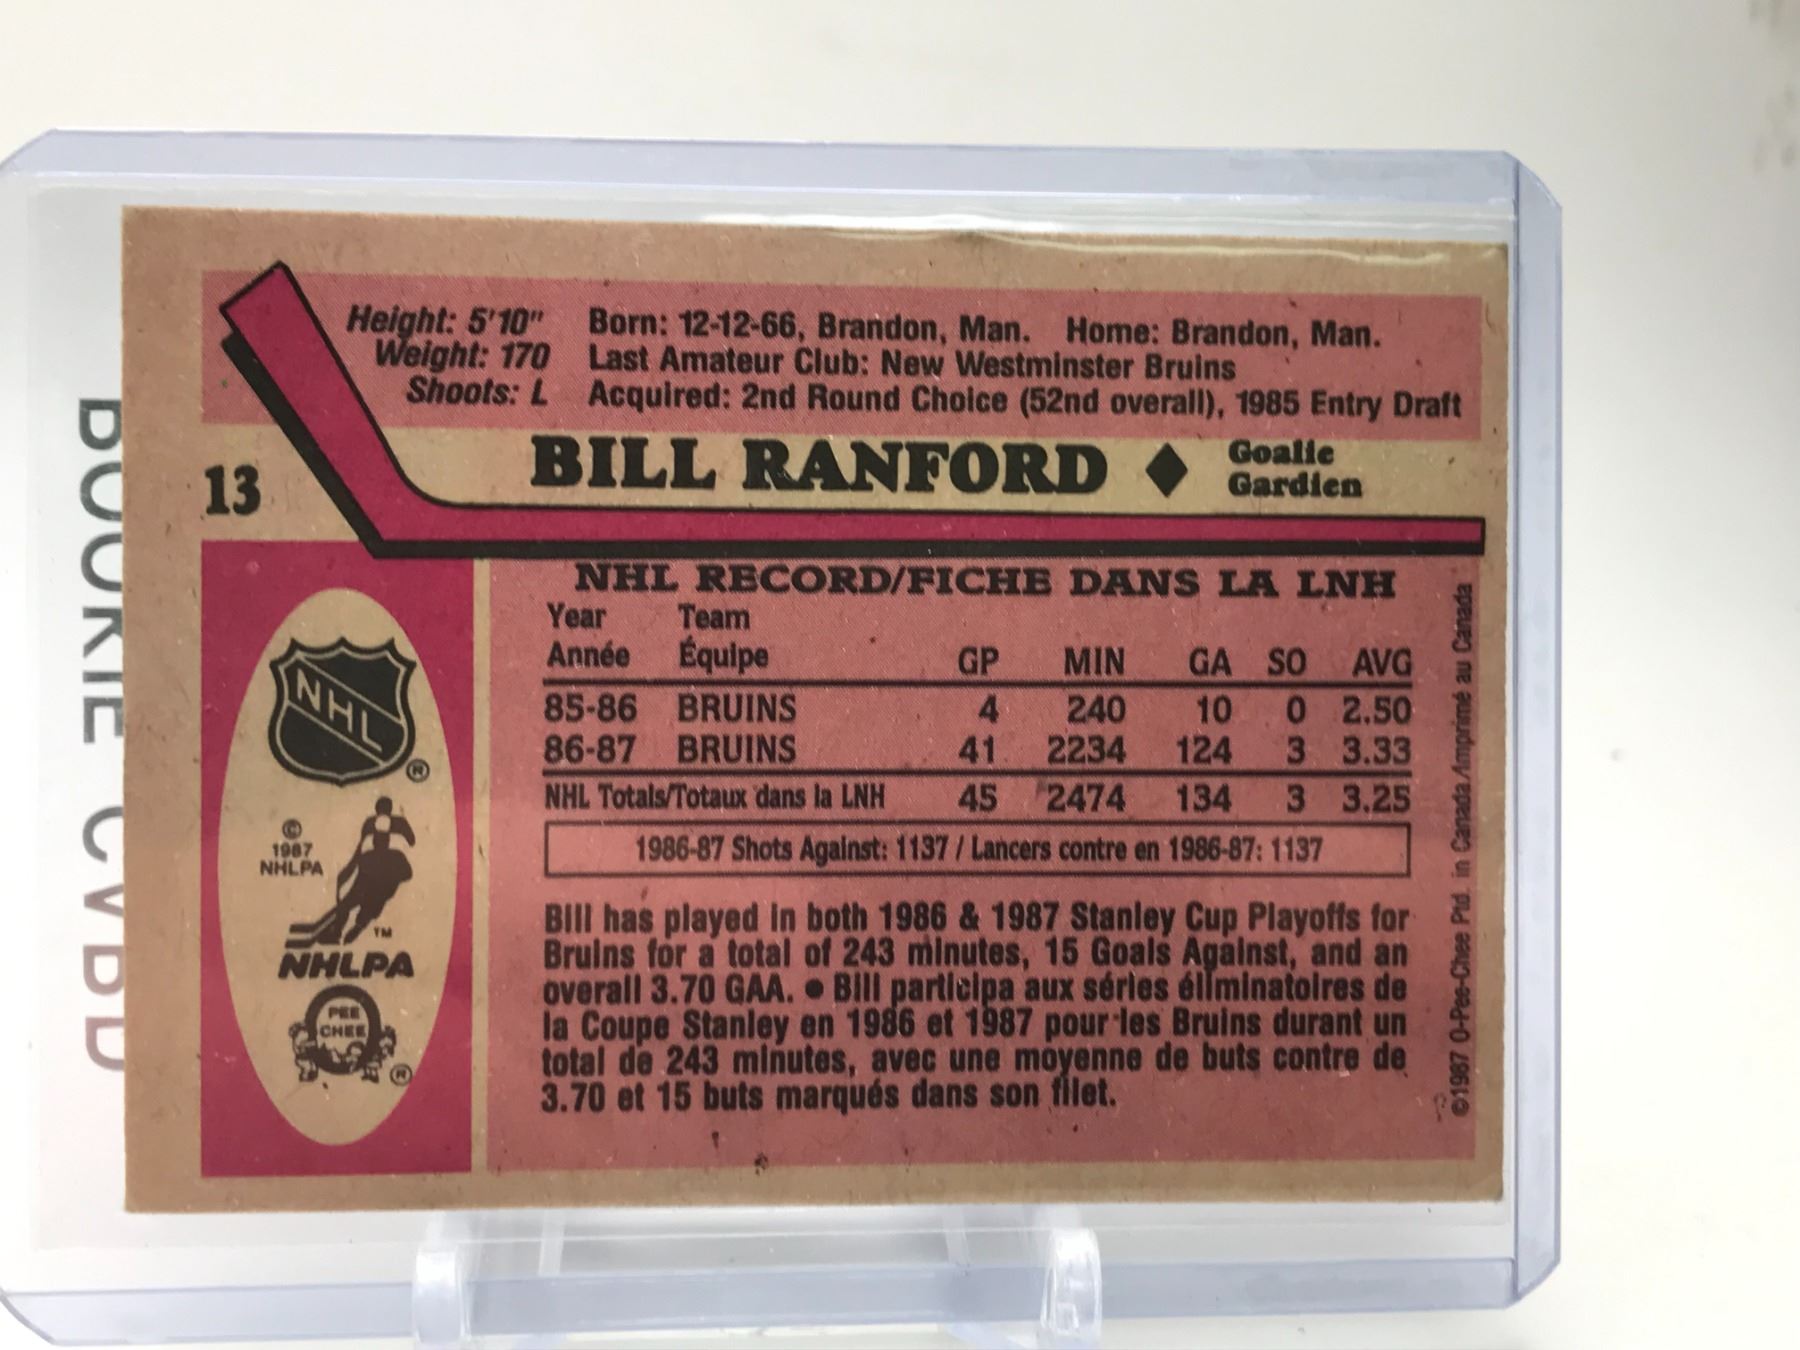 Height: 5'10" Born: 12-12-66, Brandon, Man. Home: Brandon, Man.
Weight: 170 Last Amateur Club: New Westminster Bruins
Shoots: L Acquired: 2nd Round Choice (52nd overall), 1985 Entry Draft
13 BILL RANFORD ♦ Goalie
Gardien
NHL RECORD/FICHE DANS LA LNH
Year Team
Année Équipe GP MIN GA SO AVG
85-86 BRUINS 4 240 10 0 2.50
86-87 BRUINS 41 2234 124 3 3.33
NHL Totals/Totaux dans la LNH 45 2474 134 3 3.25
1986-87 Shots Against: 1137 / Lancers contre en 1986-87: 1137
Bill has played in both 1986 & 1987 Stanley Cup Playoffs for
Bruins for a total of 243 minutes, 15 Goals Against, and an
overall 3.70 GAA. ● Bill participa aux séries éliminatoires de
la Coupe Stanley en 1986 et 1987 pour les Bruins durant un
total de 243 minutes, avec une moyenne de buts contre de
3.70 et 15 buts marqués dans son filet.
NHL
®
©
1987
NHLPA
TM
NHLPA
O
PEE
CHEE
®
©1987 O-Pee-Chee Ptd. in Canada/Imprimé au Canada